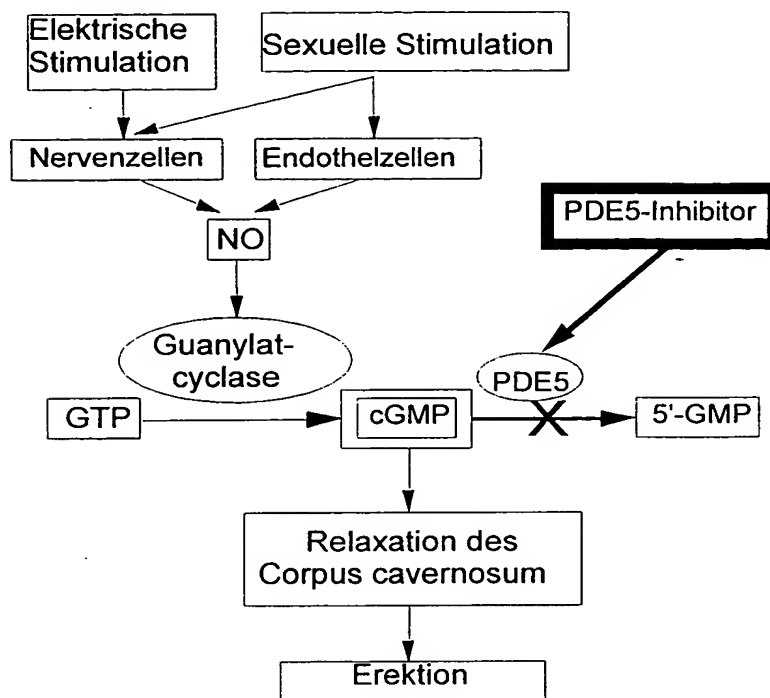 Elektrische
Stimulation
Sexuelle Stimulation
Nervenzellen
Endothelzellen
NO
PDE5-Inhibitor
Guanylat-
cyclase
PDE5
GTP
cGMP
5'-GMP
Relaxation des
Corpus cavernosum
Erektion